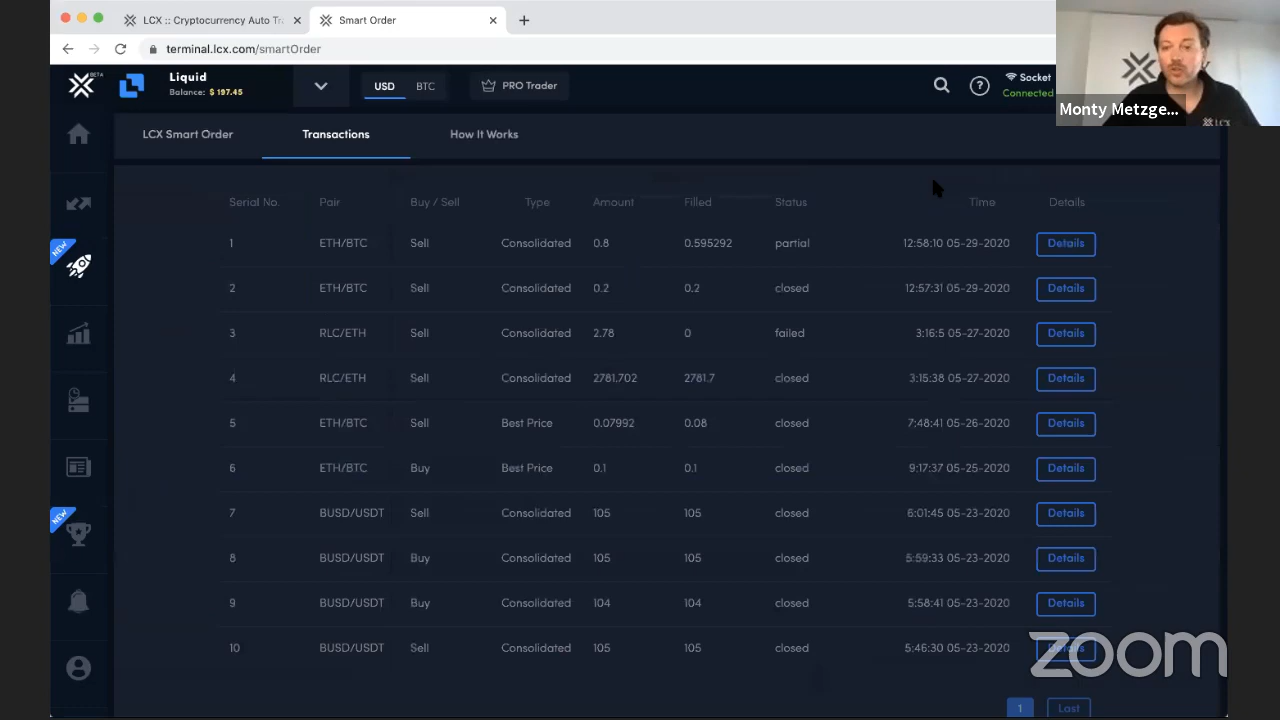 LCX :: Cryptocurrency Auto Tr
Smart Order
terminal.lcx.com/smartOrder
BETA
Liquid
Balance: $ 197.45
USD
BTC
PRO Trader
Socket
Connected
Monty Metzge...
LCX
LCX Smart Order
Transactions
How It Works
Serial No. Pair Buy / Sell Type Amount Filled Status Time Details
1 ETH/BTC Sell Consolidated 0.8 0.595292 partial 12:58:10 05-29-2020 Details
2 ETH/BTC Sell Consolidated 0.2 0.2 closed 12:57:31 05-29-2020 Details
3 RLC/ETH Sell Consolidated 2.78 0 failed 3:16:5 05-27-2020 Details
4 RLC/ETH Sell Consolidated 2781.702 2781.7 closed 3:15:38 05-27-2020 Details
5 ETH/BTC Sell Best Price 0.07992 0.08 closed 7:48:41 05-26-2020 Details
6 ETH/BTC Buy Best Price 0.1 0.1 closed 9:17:37 05-25-2020 Details
7 BUSD/USDT Sell Consolidated 105 105 closed 6:01:45 05-23-2020 Details
8 BUSD/USDT Buy Consolidated 105 105 closed 5:59:33 05-23-2020 Details
9 BUSD/USDT Buy Consolidated 104 104 closed 5:58:41 05-23-2020 Details
10 BUSD/USDT Sell Consolidated 105 105 closed 5:46:30 05-23-2020 Details
NEW
NEW
zoom
1 Last